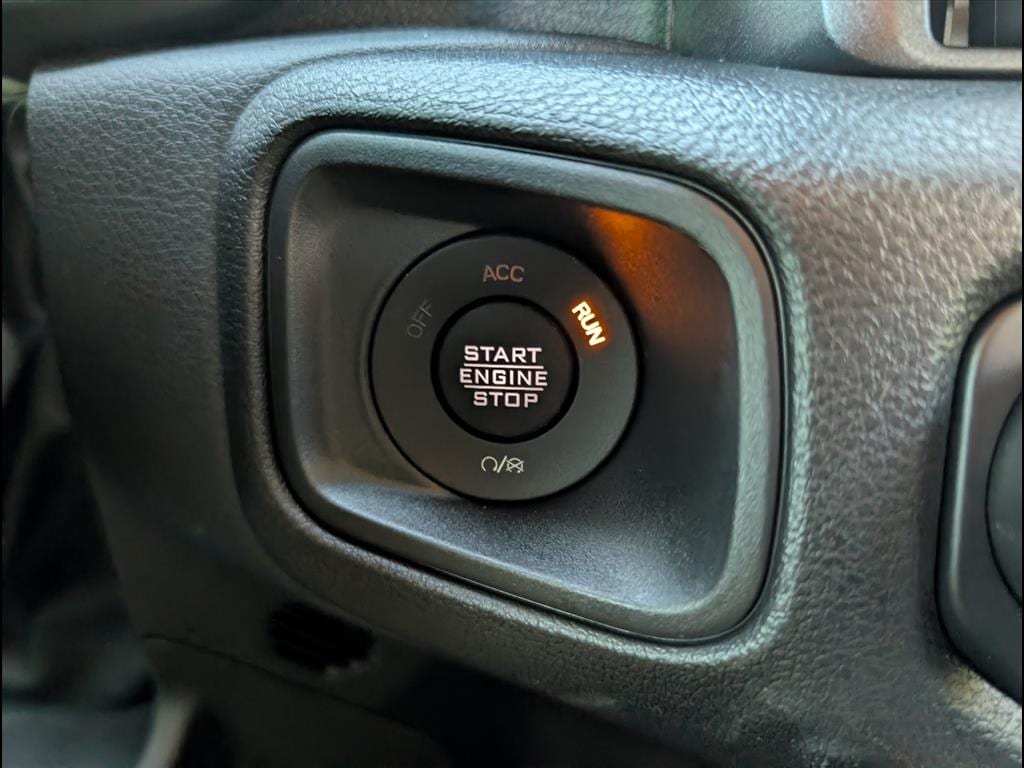 ACC
OFF
RUN
START
ENGINE
STOP